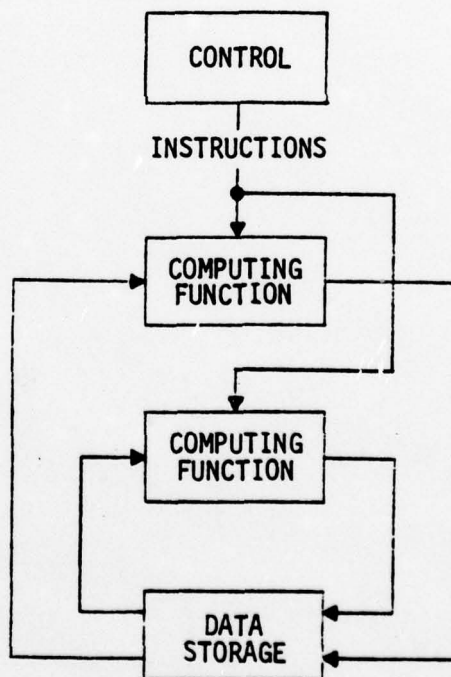 CONTROL
INSTRUCTIONS
COMPUTING
FUNCTION
COMPUTING
FUNCTION
DATA
STORAGE